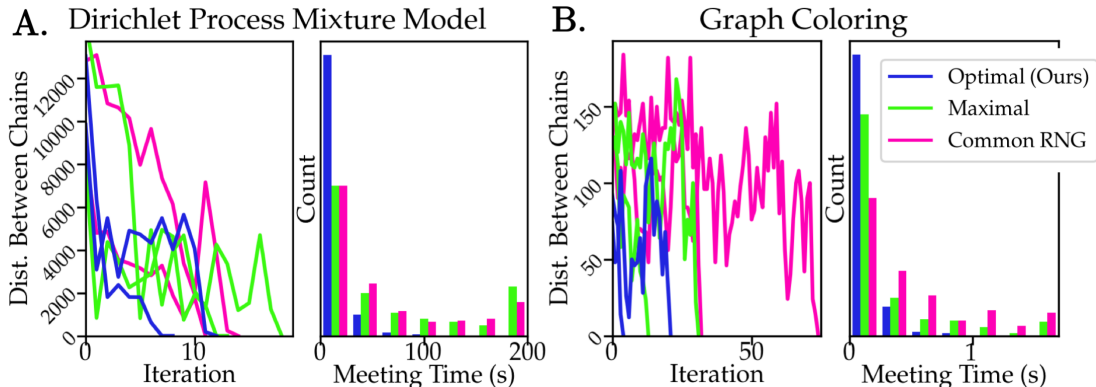 A. Dirichlet Process Mixture Model
Dist. Between Chains
12000
10000
8000
6000
4000
2000
0
0 10
Iteration
Count
0 100 200
Meeting Time (s)
B. Graph Coloring
Dist. Between Chains
150
100
50
0
0 50
Iteration
Count
Optimal (Ours)
Maximal
Common RNG
0 1
Meeting Time (s)